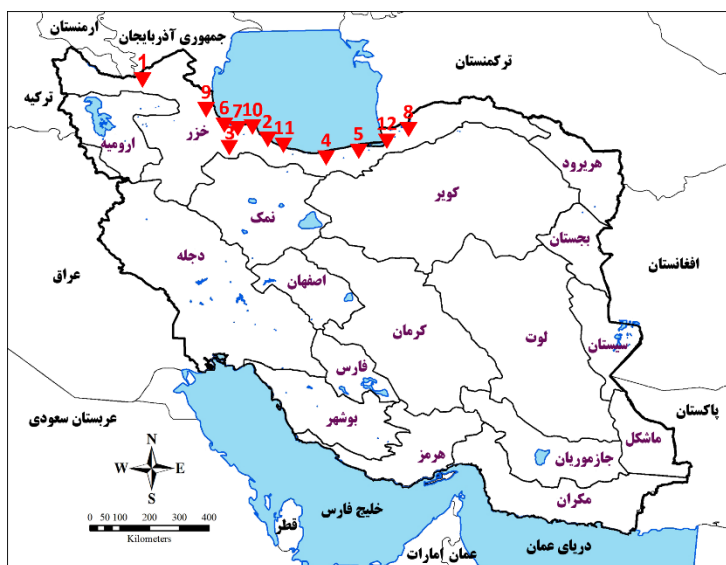 ارمنستان
جمهوری آذربایجان
ترکمنستان
ترکیه
1
9
6
7
10
2
11
3
4
5
12
8
ارومیه
خزر
هریرود
کویر
نمک
بجستان
دجله
افغانستان
عراق
اصفهان
کرمان
لوت
سیستان
فارس
پاکستان
عربستان سعودی
بوشهر
ماشکل
هرمز
جازموریان
مکران
N
W
E
S
خلیج فارس
قطر
0 50 100 200 300 400
Kilometers
دریای عمان
عمان امارات